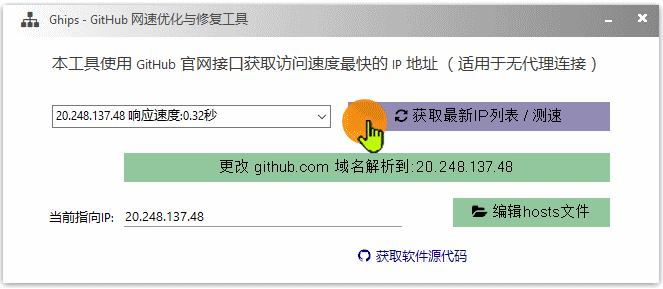 Ghips - GitHub 网速优化与修复工具
本工具使用 GitHub 官网接口获取访问速度最快的 IP 地址 （ 适用于无代理连接 ）
20.248.137.48 响应速度:0.32秒
获取最新IP列表 / 测速
更改 github.com 域名解析到:20.248.137.48
当前指向IP: 20.248.137.48
编辑hosts文件
获取软件源代码